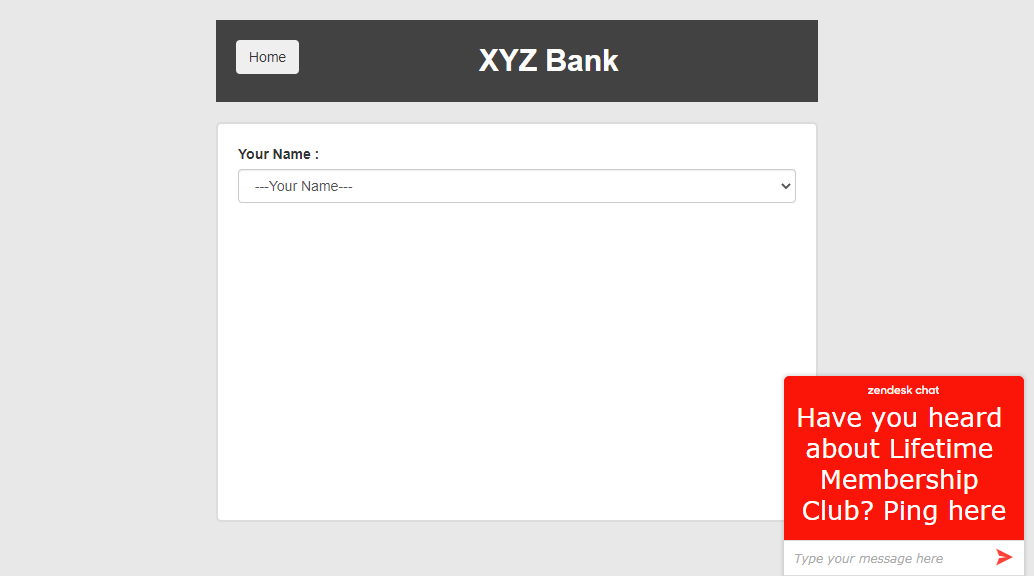 Home
XYZ Bank
Your Name :
---Your Name---
zendesk chat
Have you heard
about Lifetime
Membership
Club? Ping here
Type your message here